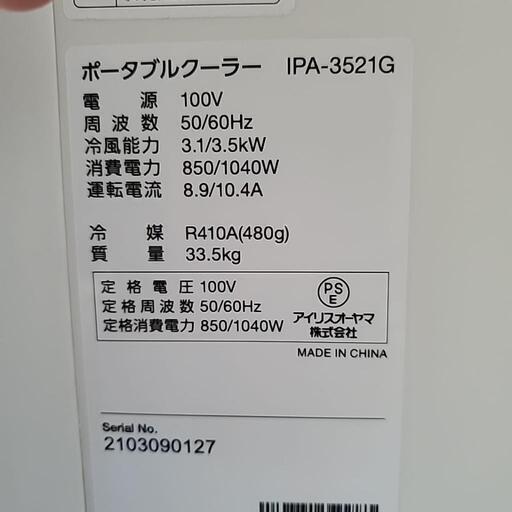 ポータブルクーラー IPA-3521G
電源 100V
周波数 50/60Hz
冷風能力 3.1/3.5kW
消費電力 850/1040W
運転電流 8.9/10.4A
冷媒 R410A(480g)
質量 33.5kg
定格電圧 100V
定格周波数 50/60Hz
定格消費電力 850/1040W
PS
E
アイリスオーヤマ
株式会社
MADE IN CHINA
Serial No.
2103090127